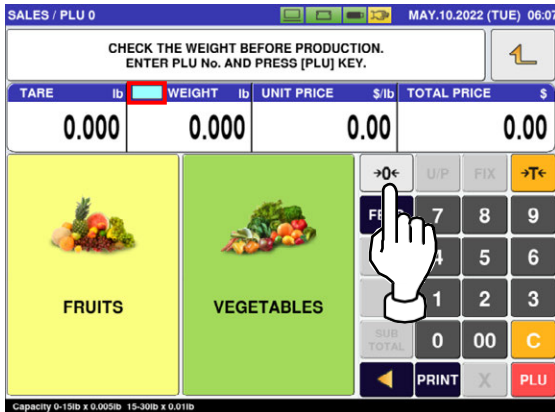 SALES / PLU 0
MAY.10.2022 (TUE) 06:07
CHECK THE WEIGHT BEFORE PRODUCTION.
ENTER PLU No. AND PRESS [PLU] KEY.
TARE lb WEIGHT lb UNIT PRICE $/lb TOTAL PRICE $
0.000 0.000 0.00 0.00
→0← U/P FIX →T←
7 8 9
4 5 6
FRUITS VEGETABLES
1 2 3
SUB TOTAL 0 00 C
PRINT X PLU
Capacity 0-15lb x 0.005lb 15-30lb x 0.01lb